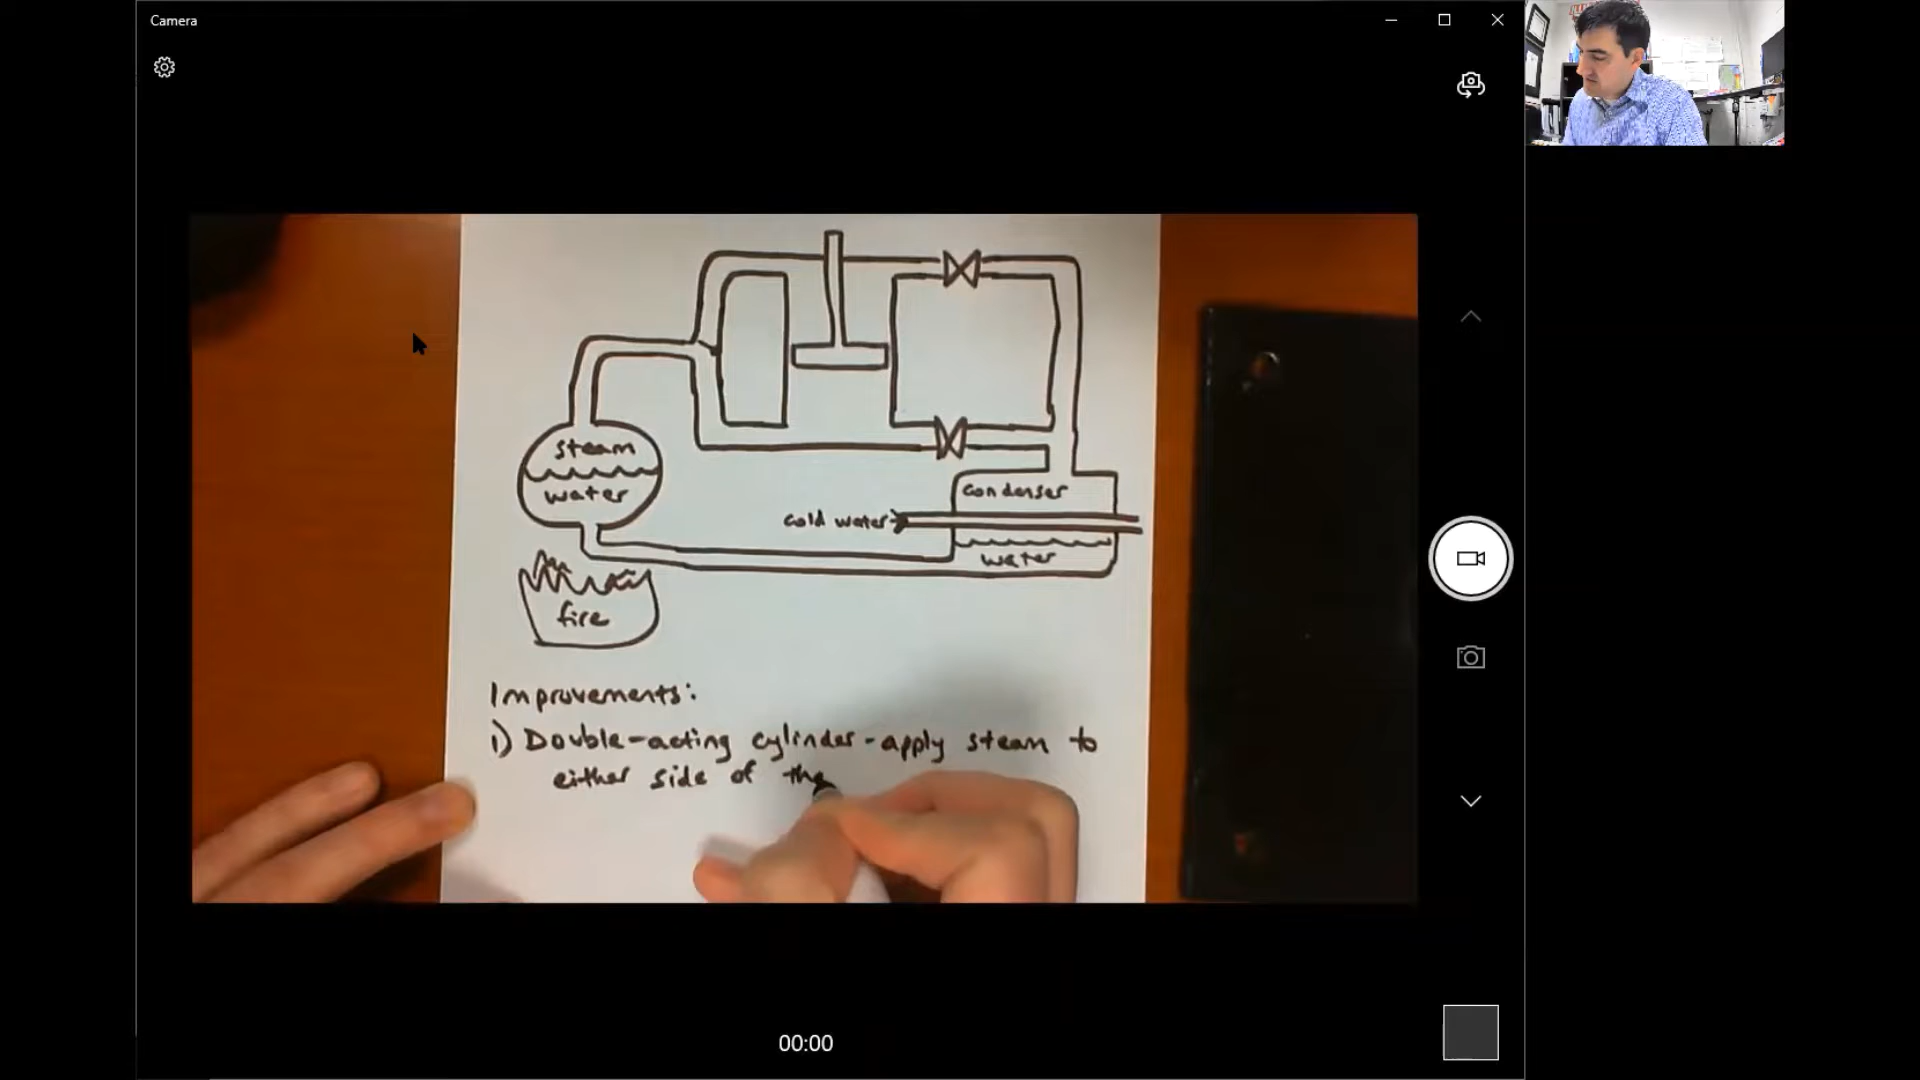 Camera
steam
water
condenser
cold water
water
fire
Improvements:
1) Double-acting cylinder - apply steam to
either side of the
00:00